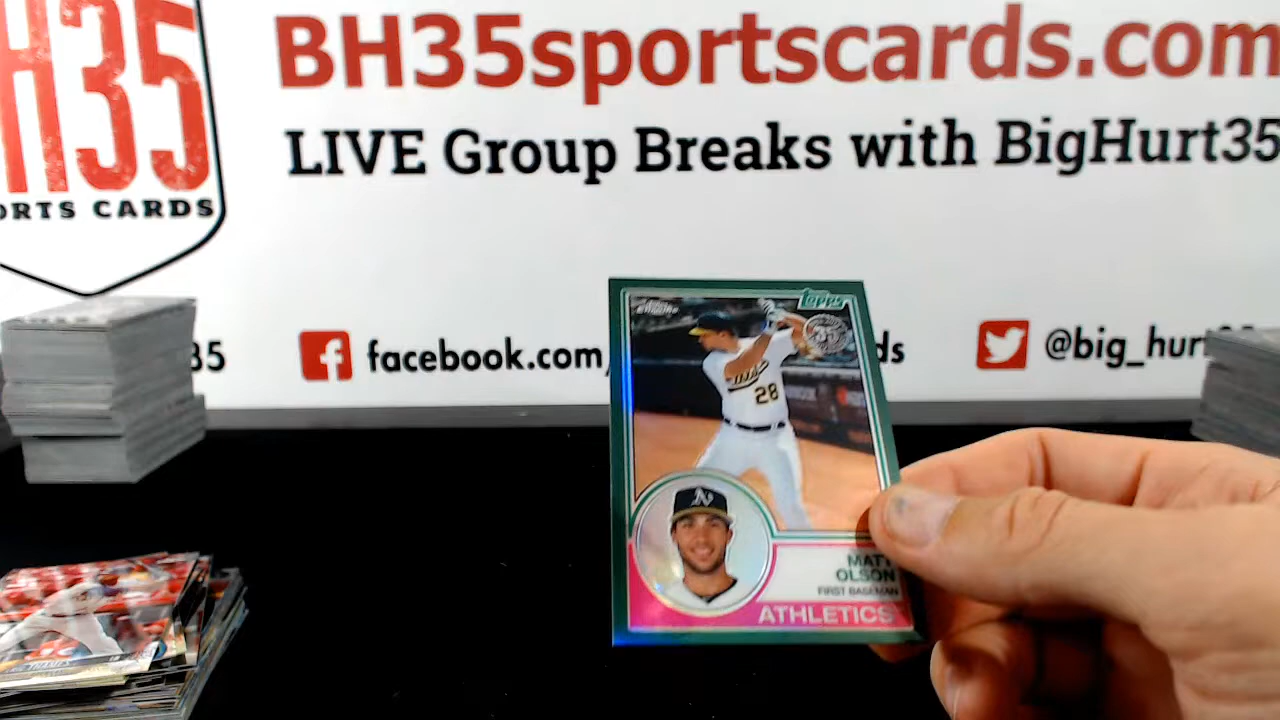 BH35sportscards.com
LIVE Group Breaks with BigHurt35
H35
ORTS CARDS
35
f facebook.com/
ds
@big_hur
Topps
35
28
A's
MATT
OLSON
FIRST BASEMAN
ATHLETICS